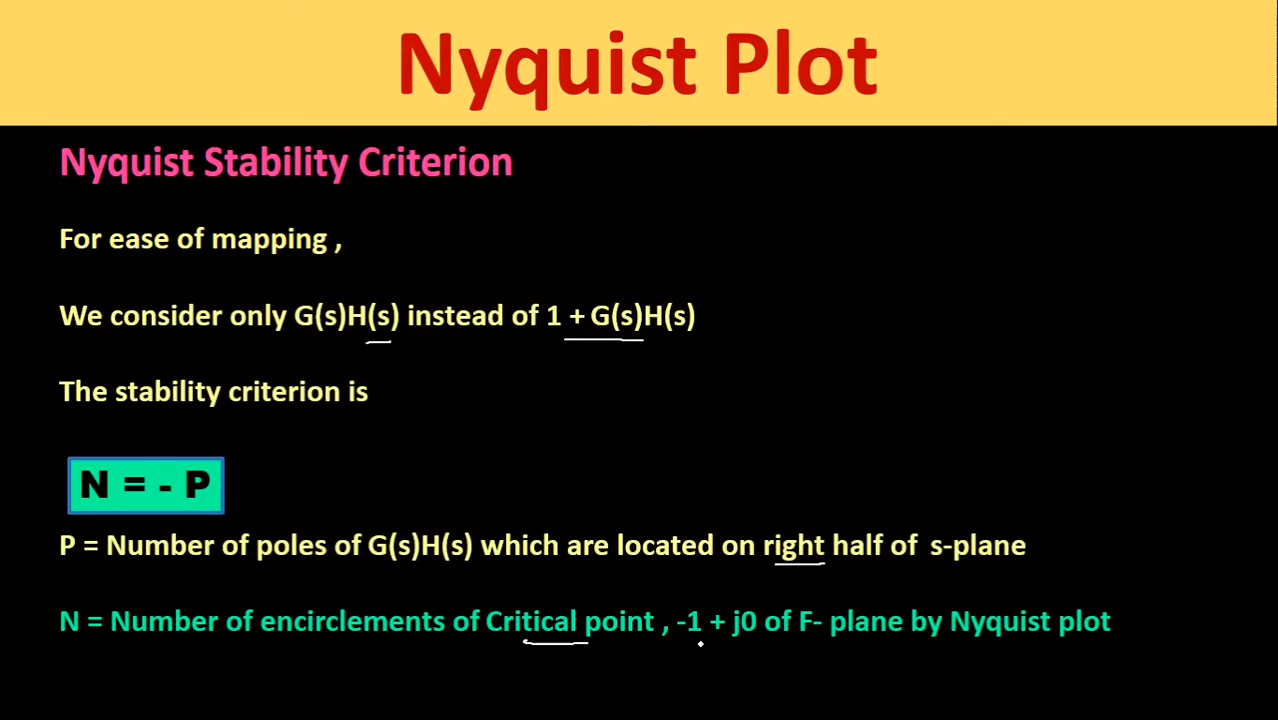 Nyquist Plot
Nyquist Stability Criterion
For ease of mapping ,
We consider only G(s)H(s) instead of 1 + G(s)H(s)
The stability criterion is
N = - P
P = Number of poles of G(s)H(s) which are located on right half of s-plane
N = Number of encirclements of Critical point , -1 + j0 of F- plane by Nyquist plot